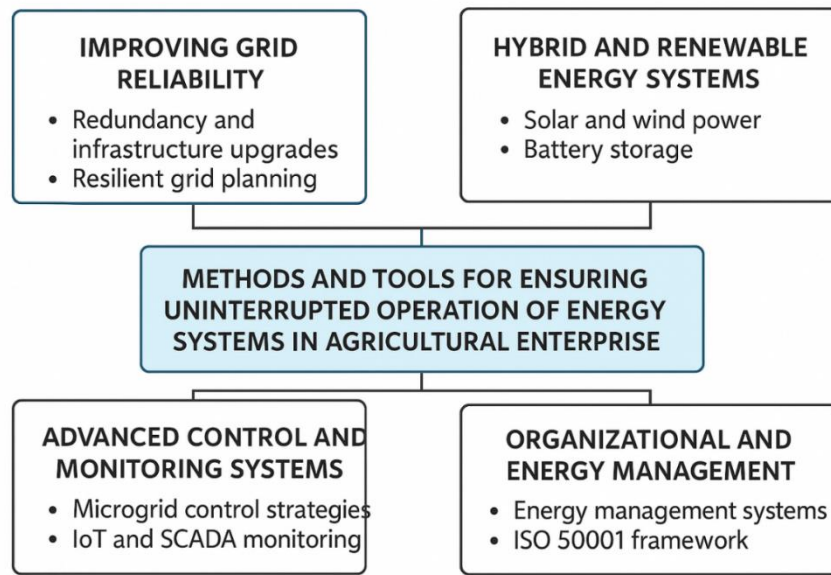 IMPROVING GRID
RELIABILITY
• Redundancy and
infrastructure upgrades
• Resilient grid planning
HYBRID AND RENEWABLE
ENERGY SYSTEMS
• Solar and wind power
• Battery storage
METHODS AND TOOLS FOR ENSURING
UNINTERRUPTED OPERATION OF ENERGY
SYSTEMS IN AGRICULTURAL ENTERPRISE
ADVANCED CONTROL AND
MONITORING SYSTEMS
• Microgrid control strategies
• IoT and SCADA monitoring
ORGANIZATIONAL AND
ENERGY MANAGEMENT
• Energy management systems
• ISO 50001 framework